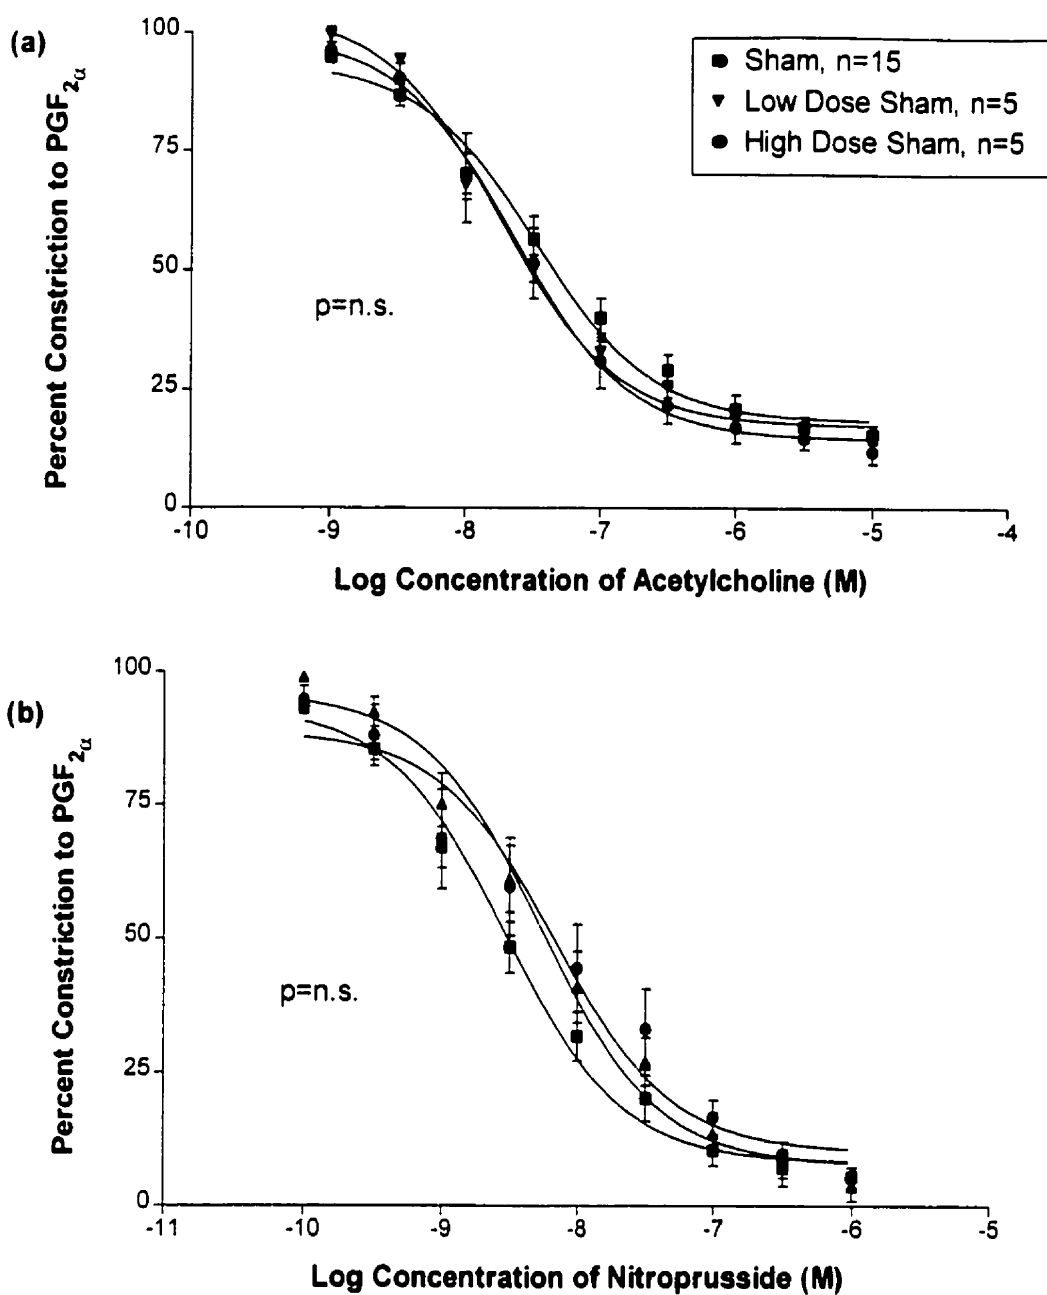 (a)
Percent Constriction to PGF2α
100
75
50
25
0
Sham, n=15
Low Dose Sham, n=5
High Dose Sham, n=5
p=n.s.
-10 -9 -8 -7 -6 -5 -4
Log Concentration of Acetylcholine (M)
(b)
Percent Constriction to PGF2α
100
75
50
25
0
p=n.s.
-11 -10 -9 -8 -7 -6 -5
Log Concentration of Nitroprusside (M)